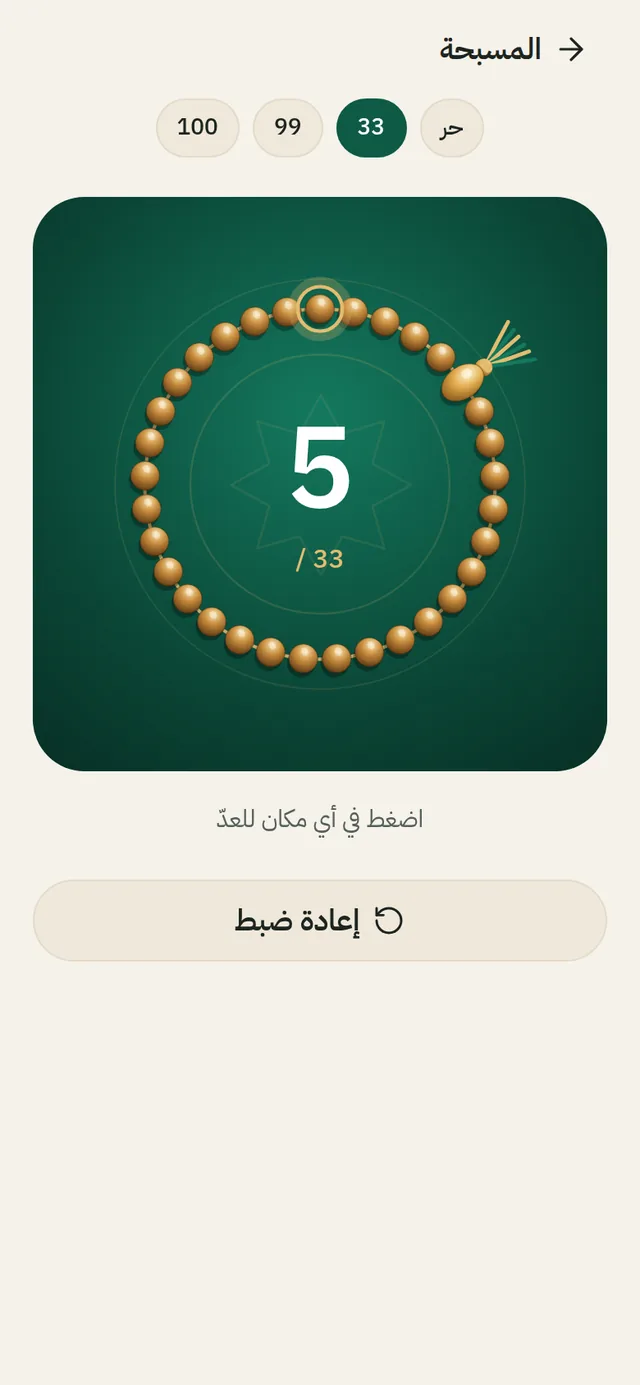 المسبحة
حر 33 99 100
5
/ 33
اضغط في أي مكان للعدّ
إعادة ضبط